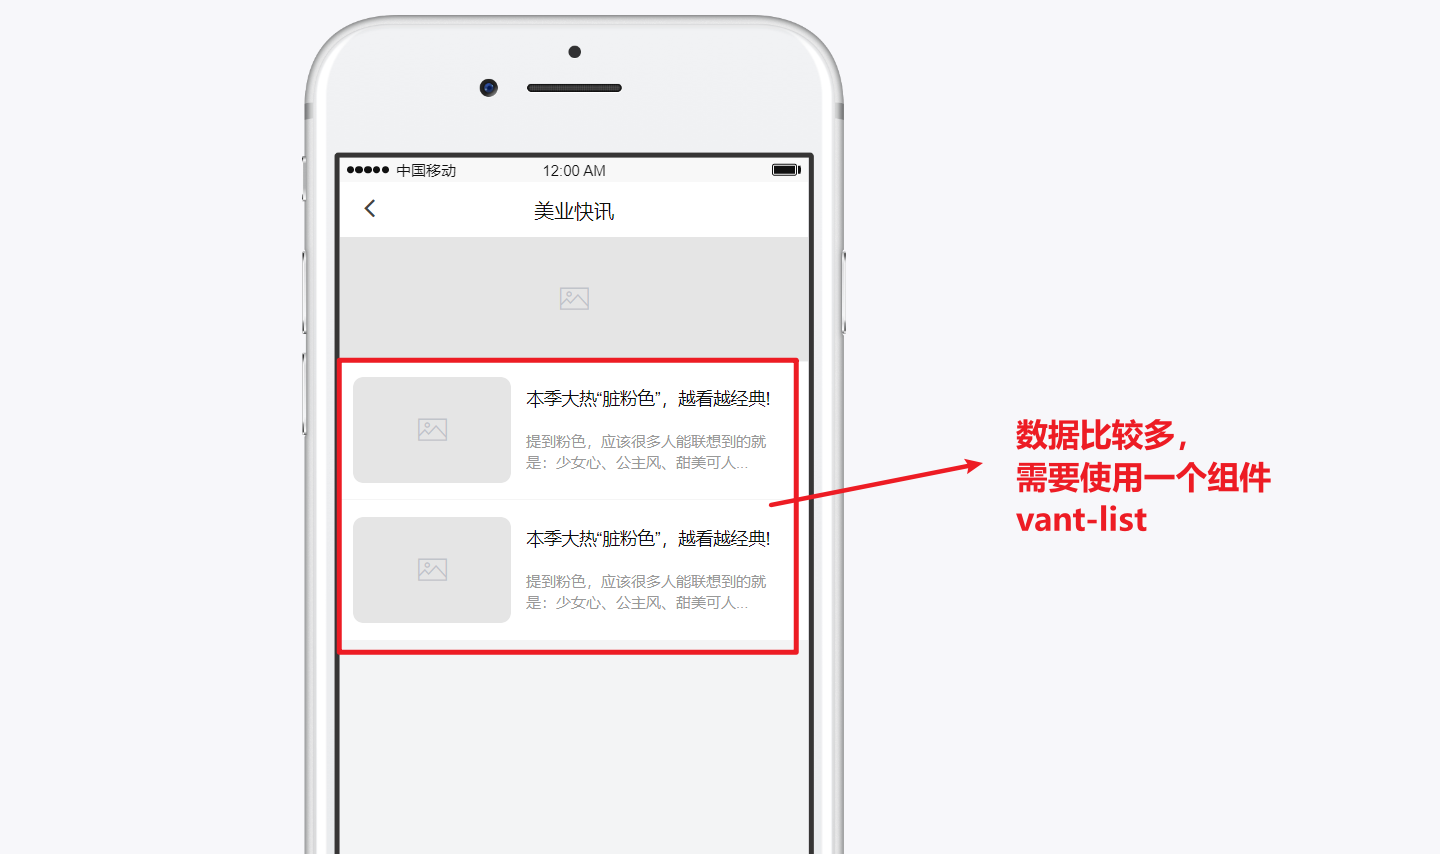 中国移动 12:00 AM
美业快讯
本季大热“脏粉色”，越看越经典!
提到粉色，应该很多人能联想到的就
是：少女心、公主风、甜美可人...
本季大热“脏粉色”，越看越经典!
提到粉色，应该很多人能联想到的就
是：少女心、公主风、甜美可人...
数据比较多，
需要使用一个组件
vant-list